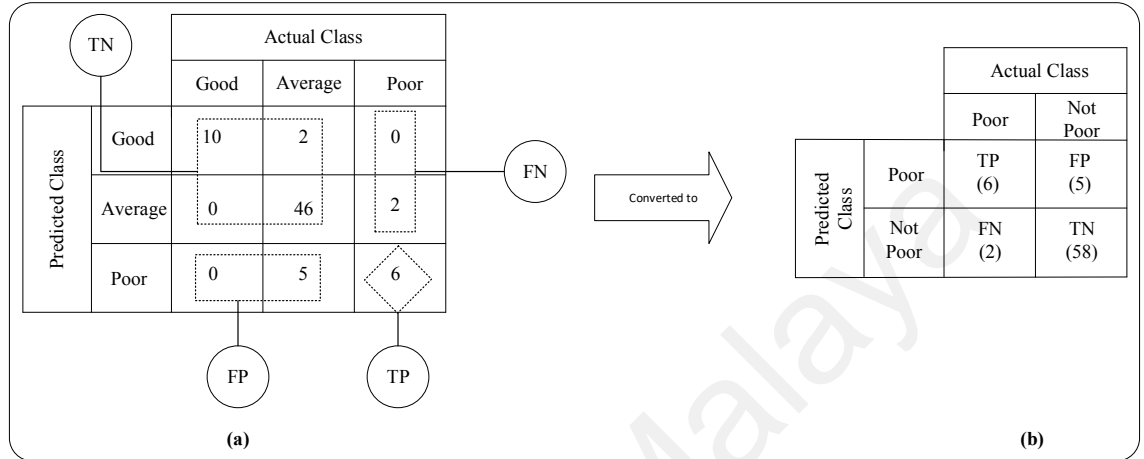 TN
Actual Class
Good Average Poor
Predicted Class
Good 10 2 0
Average 0 46 2
Poor 0 5 6
FN
FP
TP
(a)
Converted to
Actual Class
Poor Not
Poor
Predicted
Class
Poor TP FP
(6) (5)
Not FN TN
Poor (2) (58)
(b)
Malaya